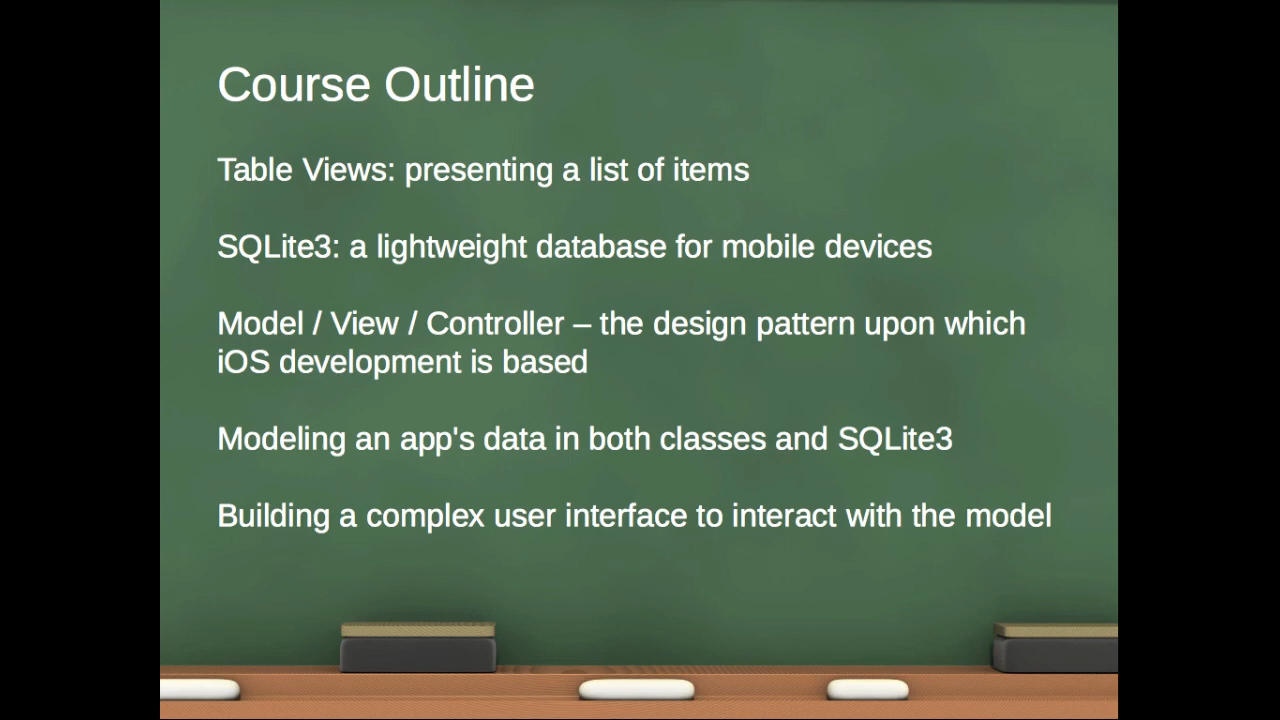 Course Outline
Table Views: presenting a list of items
SQLite3: a lightweight database for mobile devices
Model / View / Controller – the design pattern upon which
iOS development is based
Modeling an app's data in both classes and SQLite3
Building a complex user interface to interact with the model